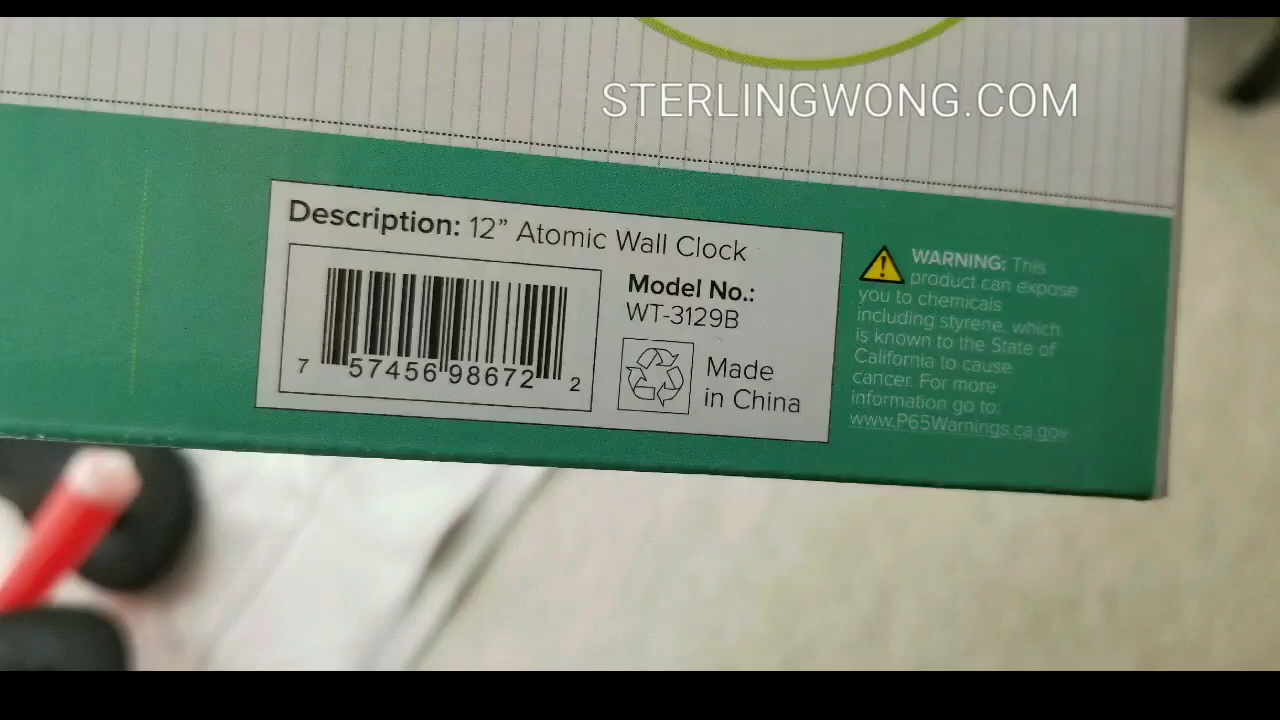 STERLINGWONG.COM
Description: 12” Atomic Wall Clock
Model No.:
WT-3129B
7 57456 98672 2
Made
in China
WARNING: This
product can expose
you to chemicals
including styrene, which
is known to the State of
California to cause
cancer. For more
information go to:
www.P65Warnings.ca.gov